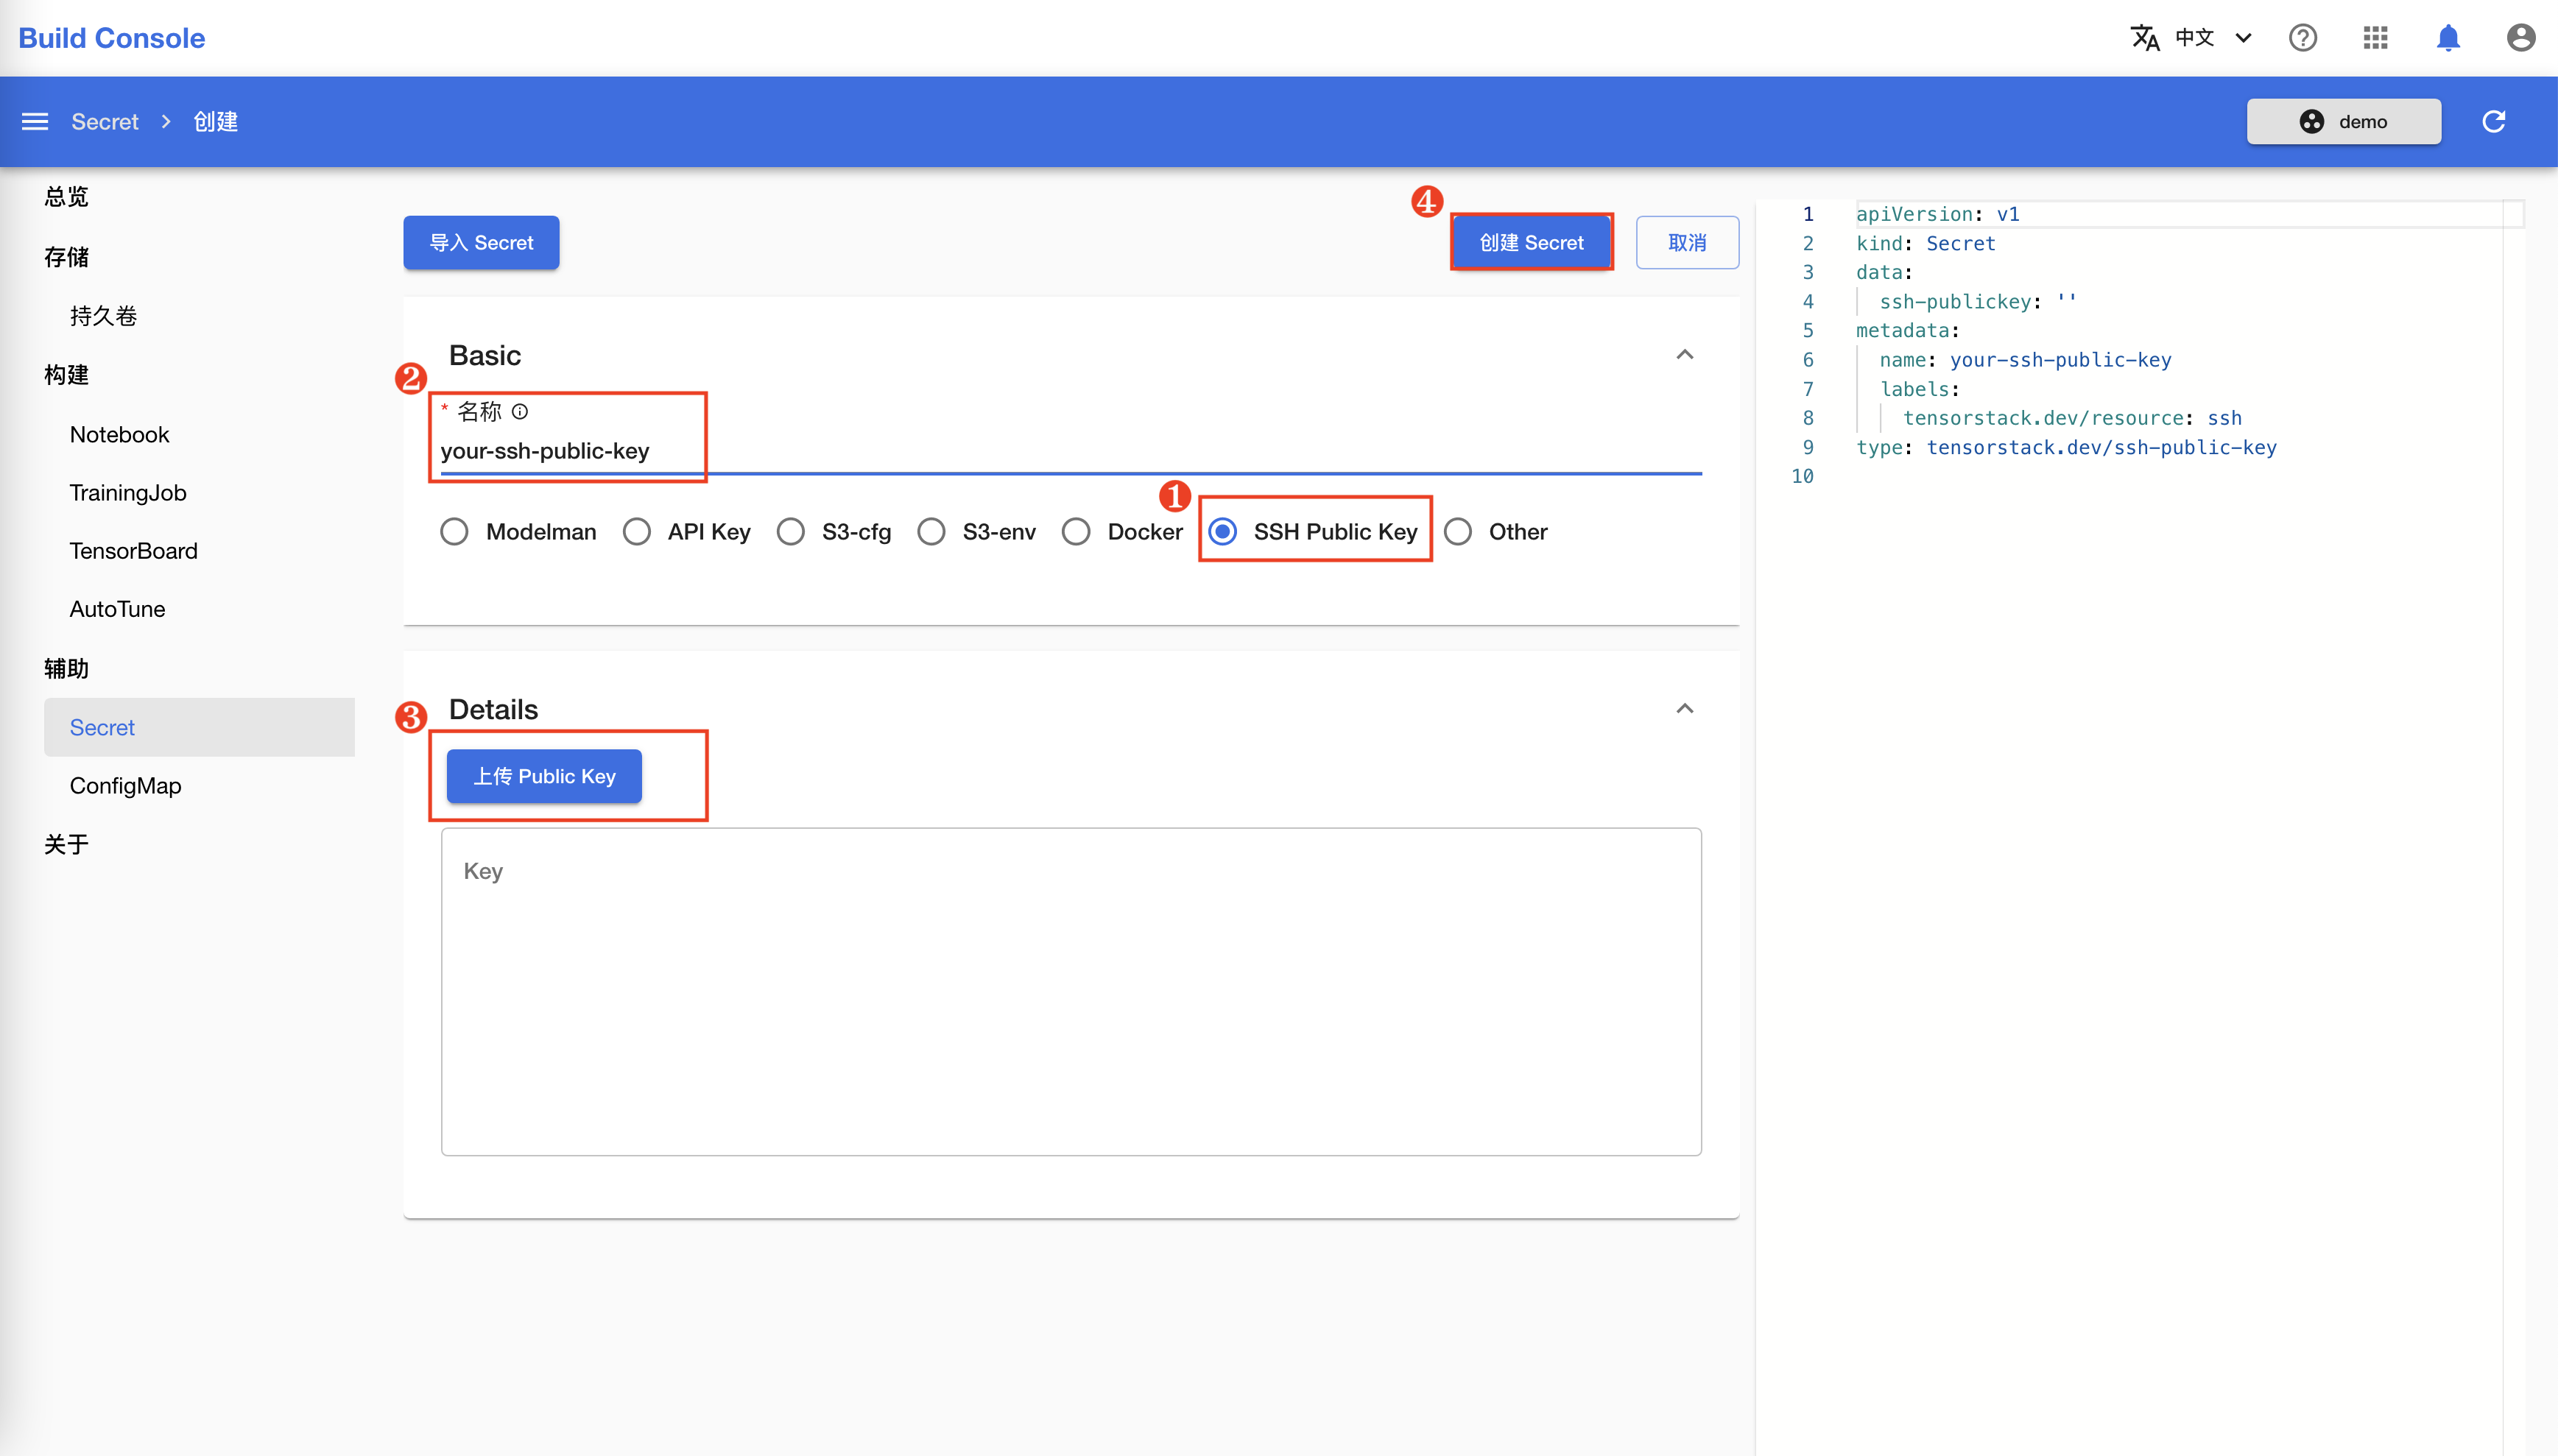 Build Console
中文
Secret > 创建
demo
总览
存储
持久卷
构建
Notebook
TrainingJob
TensorBoard
AutoTune
辅助
Secret
ConfigMap
关于
导入 Secret
4
创建 Secret
取消
Basic
2
* 名称
your-ssh-public-key
1
Modelman API Key S3-cfg S3-env Docker SSH Public Key Other
Details
3
上传 Public Key
Key
1 apiVersion: v1
2 kind: Secret
3 data:
4 ssh-publickey: ''
5 metadata:
6 name: your-ssh-public-key
7 labels:
8 tensorstack.dev/resource: ssh
9 type: tensorstack.dev/ssh-public-key
10